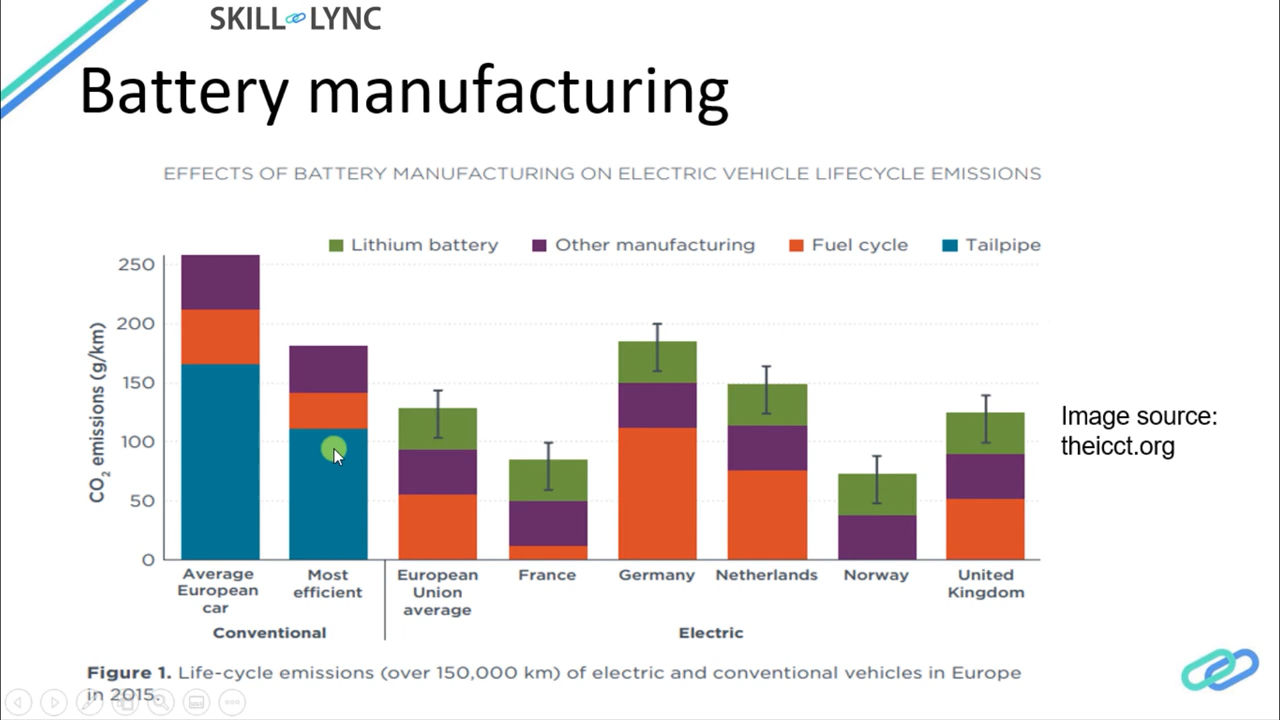 SKILL LYNC
Battery manufacturing
EFFECTS OF BATTERY MANUFACTURING ON ELECTRIC VEHICLE LIFECYCLE EMISSIONS
Lithium battery Other manufacturing Fuel cycle Tailpipe
CO2 emissions (g/km)
250
200
150
100
50
0
Average
European
car
Most
efficient
European
Union
average
France
Germany
Netherlands
Norway
United
Kingdom
Conventional
Electric
Image source:
theicct.org
Figure 1. Life-cycle emissions (over 150,000 km) of electric and conventional vehicles in Europe
in 2015.